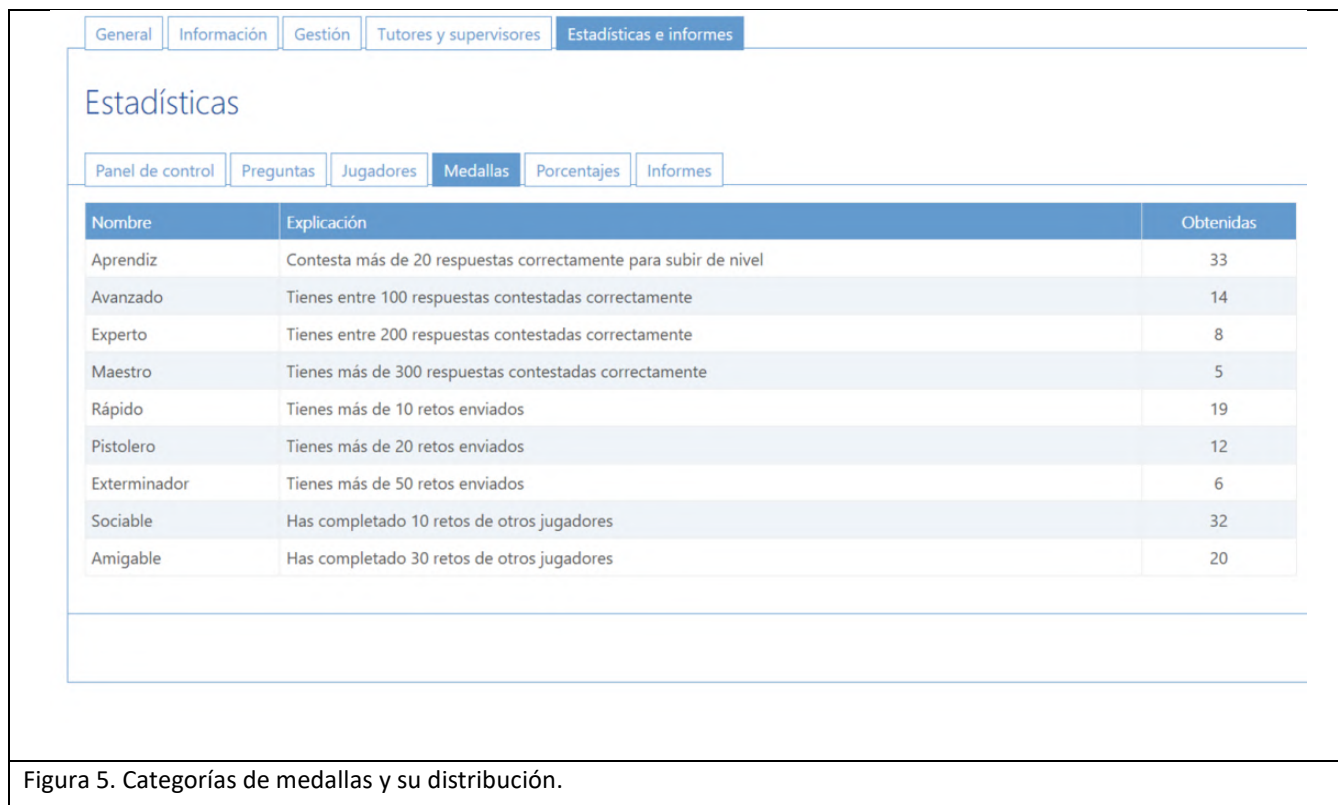 General Información Gestión Tutores y supervisores Estadísticas e informes
Estadísticas
Panel de control Preguntas Jugadores Medallas Porcentajes Informes
Nombre Explicación Obtenidas
Aprendiz Contesta más de 20 respuestas correctamente para subir de nivel 33
Avanzado Tienes entre 100 respuestas contestadas correctamente 14
Experto Tienes entre 200 respuestas contestadas correctamente 8
Maestro Tienes más de 300 respuestas contestadas correctamente 5
Rápido Tienes más de 10 retos enviados 19
Pistolero Tienes más de 20 retos enviados 12
Exterminador Tienes más de 50 retos enviados 6
Sociable Has completado 10 retos de otros jugadores 32
Amigable Has completado 30 retos de otros jugadores 20
Figura 5. Categorías de medallas y su distribución.